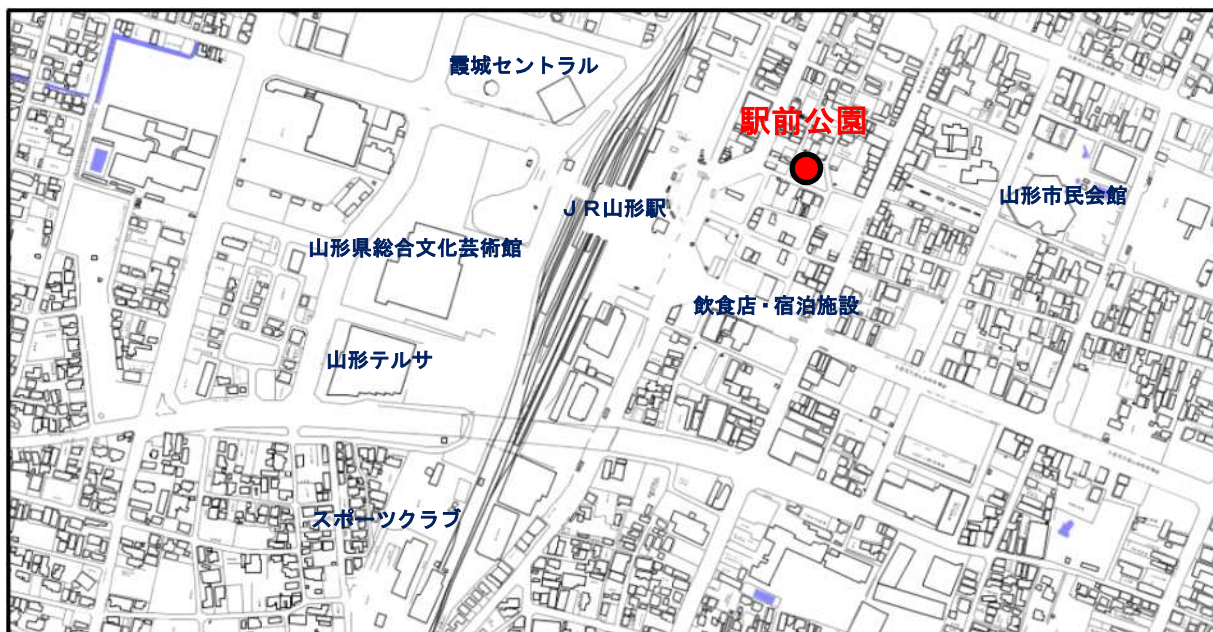 霞城セントラル
駅前公園
JR山形駅
山形市民会館
山形県総合文化芸術館
飲食店・宿泊施設
山形テルサ
スポーツクラブ